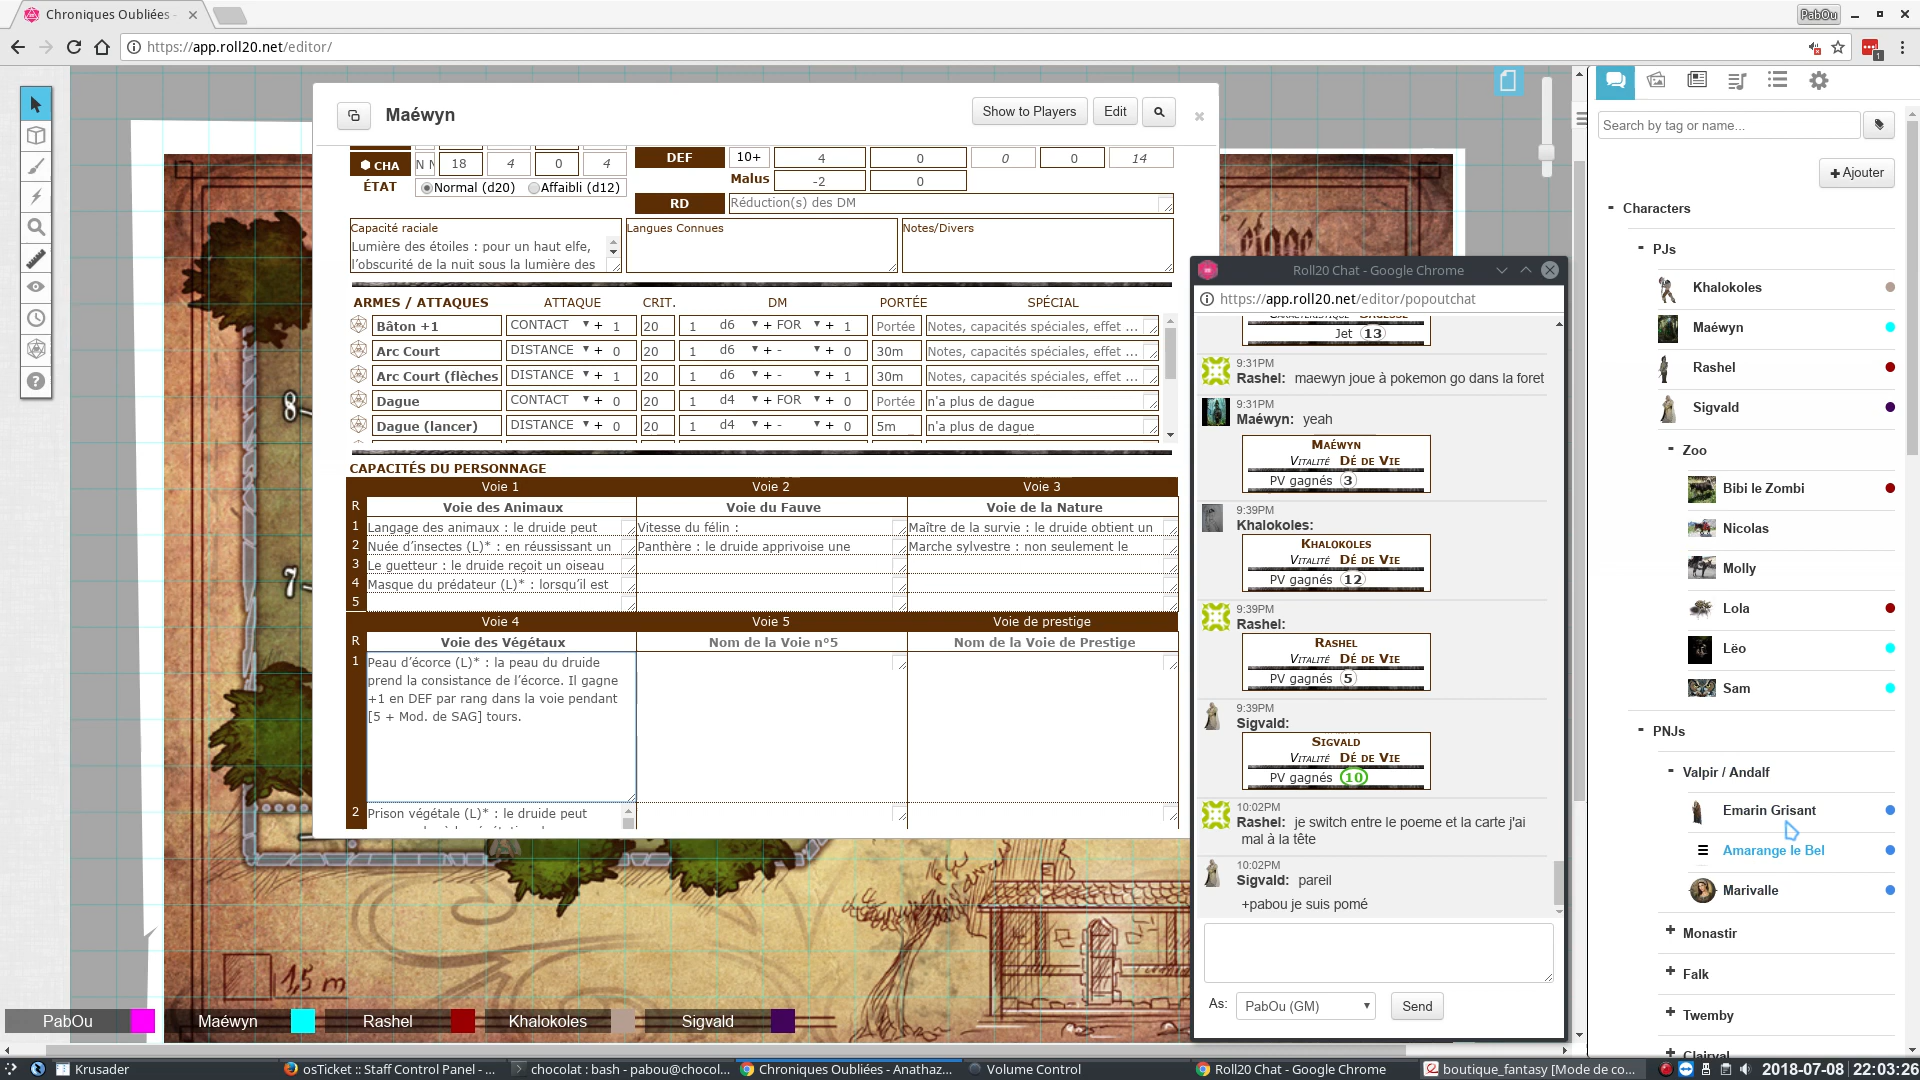 Chroniques Oubliées
PabOu
https://app.roll20.net/editor/
Maéwyn
Show to Players
Edit
CHA
N
18
4
0
4
ÉTAT
Normal (d20)
Affaibli (d12)
DEF
10+
4
0
0
0
14
Malus
-2
0
RD
Réduction(s) des DM
Capacité raciale
Lumière des étoiles : pour un haut elfe,
l'obscurité de la nuit sous la lumière des
Langues Connues
Notes/Divers
ARMES / ATTAQUES ATTAQUE CRIT. DM PORTÉE SPÉCIAL
Bâton +1 CONTACT + 1 20 1 d6 + FOR + 1 Portée Notes, capacités spéciales, effet ...
Arc Court DISTANCE + 0 20 1 d6 + - + 0 30m Notes, capacités spéciales, effet ...
Arc Court (flèches DISTANCE + 1 20 1 d6 + - + 1 30m Notes, capacités spéciales, effet ...
Dague CONTACT + 0 20 1 d4 + FOR + 0 Portée n'a plus de dague
Dague (lancer) DISTANCE + 0 20 1 d4 + - + 0 5m n'a plus de dague
CAPACITÉS DU PERSONNAGE
Voie 1 Voie 2 Voie 3
R Voie des Animaux Voie du Fauve Voie de la Nature
1 Langage des animaux : le druide peut Vitesse du félin : Maître de la survie : le druide obtient un
2 Nuée d'insectes (L)* : en réussissant un Panthère : le druide apprivoise une Marche sylvestre : non seulement le
3 Le guetteur : le druide reçoit un oiseau
4 Masque du prédateur (L)* : lorsqu'il est
5
Voie 4 Voie 5 Voie de prestige
R Voie des Végétaux Nom de la Voie n°5 Nom de la Voie de Prestige
1 Peau d'écorce (L)* : la peau du druide
prend la consistance de l'écorce. Il gagne
+1 en DEF par rang dans la voie pendant
[5 + Mod. de SAG] tours.
2 Prison végétale (L)* : le druide peut
8
7
1,5 m
PabOu
Maéwyn
Rashel
Khalokoles
Sigvald
Roll20 Chat - Google Chrome
https://app.roll20.net/editor/popoutchat
Jet 13
9:31PM
Rashel: maewyn joue à pokemon go dans la foret
9:31PM
Maéwyn: yeah
Maéwyn
Vitalité Dé de Vie
PV gagnés 3
9:39PM
Khalokoles:
Khalokoles
Vitalité Dé de Vie
PV gagnés 12
9:39PM
Rashel:
Rashel
Vitalité Dé de Vie
PV gagnés 5
9:39PM
Sigvald:
Sigvald
Vitalité Dé de Vie
PV gagnés 10
10:02PM
Rashel: je switch entre le poeme et la carte j'ai
mal à la tête
10:02PM
Sigvald: pareil
+pabou je suis pomé
As:
PabOu (GM)
Send
Search by tag or name...
+ Ajouter
Characters
PJs
Khalokoles
Maéwyn
Rashel
Sigvald
Zoo
Bibi le Zombi
Nicolas
Molly
Lola
Lëo
Sam
PNJs
Valpir / Andalf
Emarin Grisant
Amarange le Bel
Marivalle
Monastir
Falk
Twemby
Clairval
Krusader
osTicket :: Staff Control Panel - ...
chocolat : bash - pabou@chocol...
Chroniques Oubliées - Anathaz...
Volume Control
Roll20 Chat - Google Chrome
boutique_fantasy [Mode de co...
2018-07-08 22:03:26